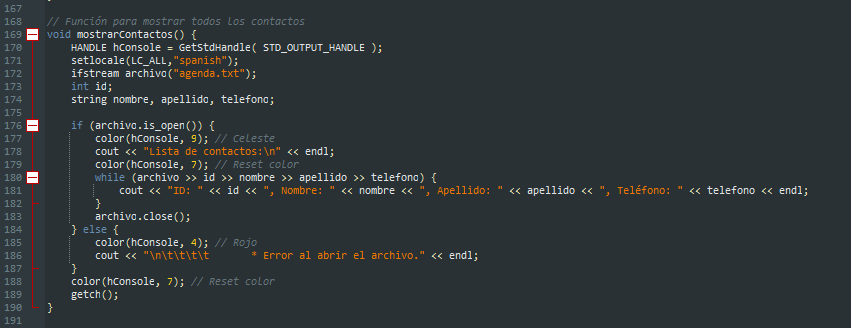 167
168 // Función para mostrar todos los contactos
169 void mostrarContactos() {
170 HANDLE hConsole = GetStdHandle( STD_OUTPUT_HANDLE );
171 setlocale(LC_ALL,"spanish");
172 ifstream archivo("agenda.txt");
173 int id;
174 string nombre, apellido, telefono;
175
176 if (archivo.is_open()) {
177 color(hConsole, 9); // Celeste
178 cout << "Lista de contactos:\n" << endl;
179 color(hConsole, 7); // Reset color
180 while (archivo >> id >> nombre >> apellido >> telefono) {
181 cout << "ID: " << id << ", Nombre: " << nombre << ", Apellido: " << apellido << ", Teléfono: " << telefono << endl;
182 }
183 archivo.close();
184 } else {
185 color(hConsole, 4); // Rojo
186 cout << "\n\t\t\t\t      * Error al abrir el archivo." << endl;
187 }
188 color(hConsole, 7); // Reset color
189 getch();
190 }
191